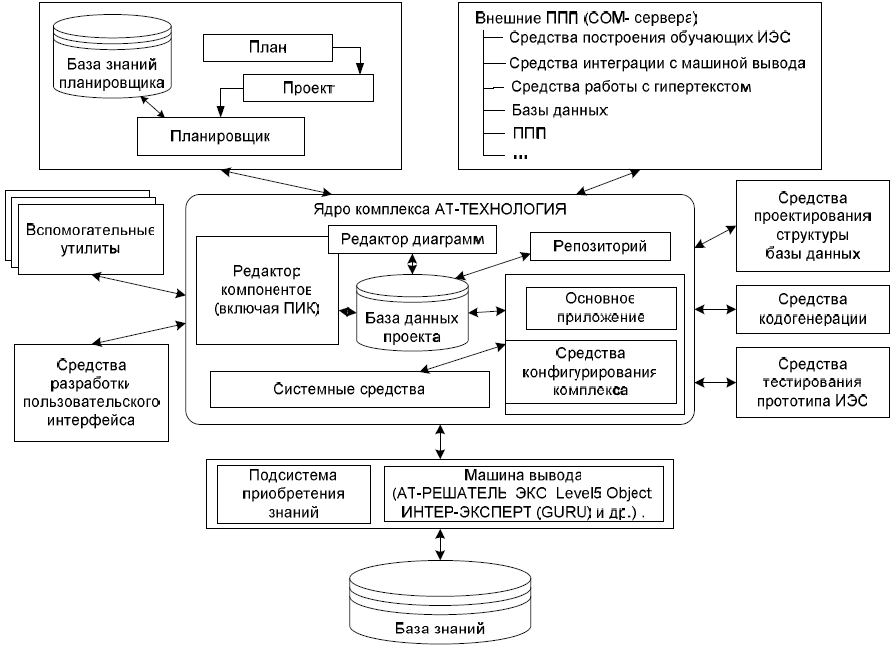 База знаний
планировщика
План
Проект
Планировщик
Внешние ППП (COM- сервера)
Средства построения обучающих ИЭС
Средства интеграции с машиной вывода
Средства работы с гипертекстом
Базы данных
ППП
...
Вспомогательные
утилиты
Средства
разработки
пользовательского
интерфейса
Ядро комплекса АТ-ТЕХНОЛОГИЯ
Редактор диаграмм
Репозиторий
Редактор
компонентов
(включая ПИК)
База данных
проекта
Основное
приложение
Средства
конфигурирования
комплекса
Системные средства
Средства
проектирования
структуры
базы данных
Средства
кодогенерации
Средства
тестирования
прототипа ИЭС
Подсистема
приобретения
знаний
Машина вывода
(АТ-РЕШАТЕЛЬ ЭКО Level5 Object
ИНТЕР-ЭКСПЕРТ (GURU) и др.) .
База знаний